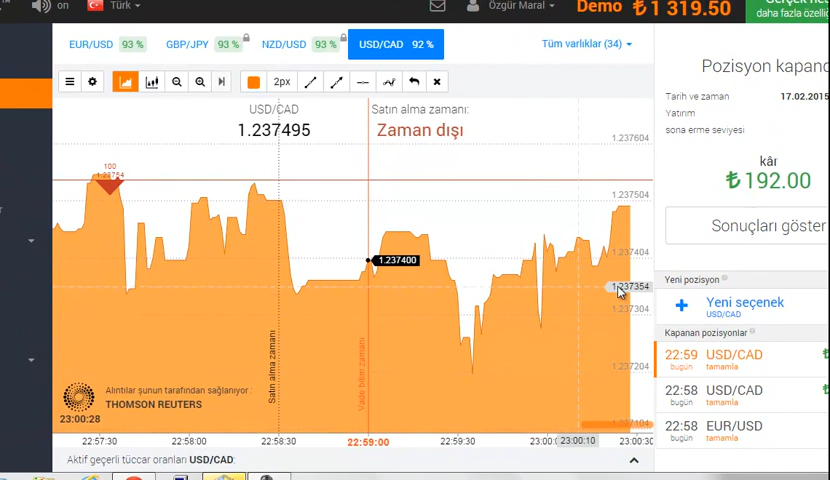 on
Türk
Özgür Maral
Demo
₺ 1 319.50
daha fazla özelliğ
EUR/USD 93 %
GBP/JPY 93 %
NZD/USD 93 %
USD/CAD 92 %
Tüm varlıklar (34)
2px
USD/CAD
1.237495
Satın alma zamanı:
Zaman dışı
1.237604
1.237504
1.237404
1.237354
1.237304
1.237204
1.237104
100
1.23754
1.237400
Satın alma zamanı
Vade bitim zamanı
Alıntılar şunun tarafından sağlanıyor :
THOMSON REUTERS
23:00:28
22:57:30
22:58:00
22:58:30
22:59:00
22:59:30
23:00:0
23:00:10
23:00:30
Aktif geçerli tüccar oranları USD/CAD:
Pozisyon kapand
Tarih ve zaman
17.02.2015
Yatırım
sona erme seviyesi
kâr
₺ 192.00
Sonuçları göster
Yeni pozisyon
Yeni seçenek
USD/CAD
Kapanan pozisyonlar
22:59 USD/CAD
bugün tamamla
22:58 USD/CAD
bugün tamamla
22:58 EUR/USD
bugün tamamla